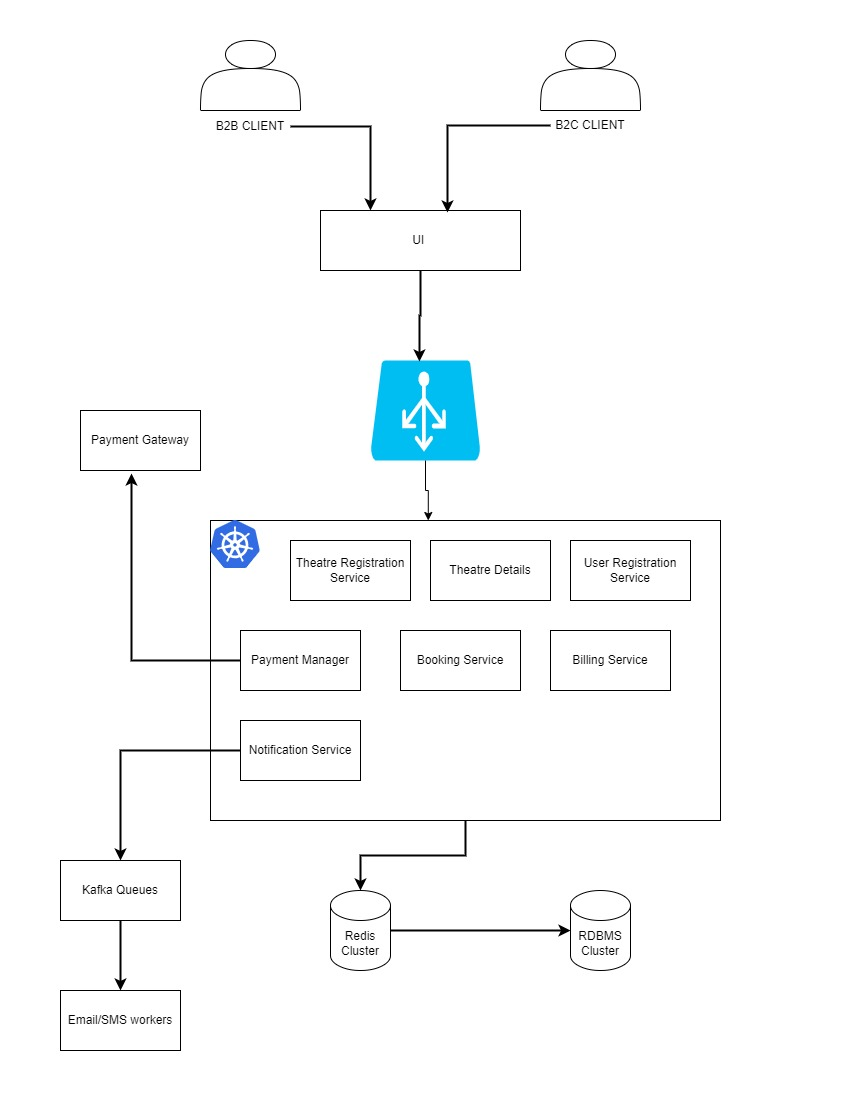 B2B CLIENT
B2C CLIENT
UI
Payment Gateway
Theatre Registration
Service
Theatre Details
User Registration
Service
Payment Manager
Booking Service
Billing Service
Notification Service
Kafka Queues
Redis
Cluster
RDBMS
Cluster
Email/SMS workers